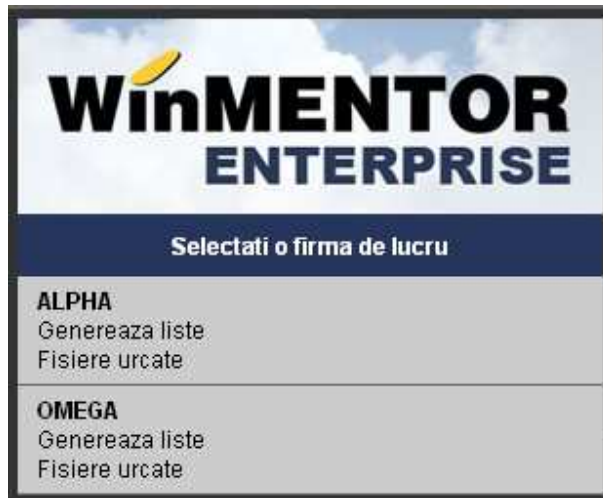 WinMENTOR
ENTERPRISE
Selectati o firma de lucru
ALPHA
Genereaza liste
Fisiere urcate
OMEGA
Genereaza liste
Fisiere urcate